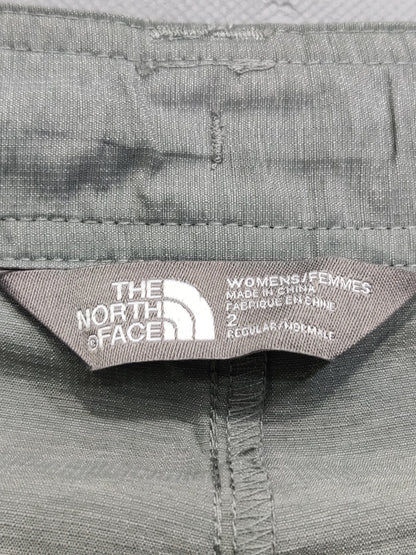 THE
NORTH
©FACE
WOMENS/FEMMES
MADE IN CHINA
FABRIQUE EN CHINE
2
REGULAR/NORMALE